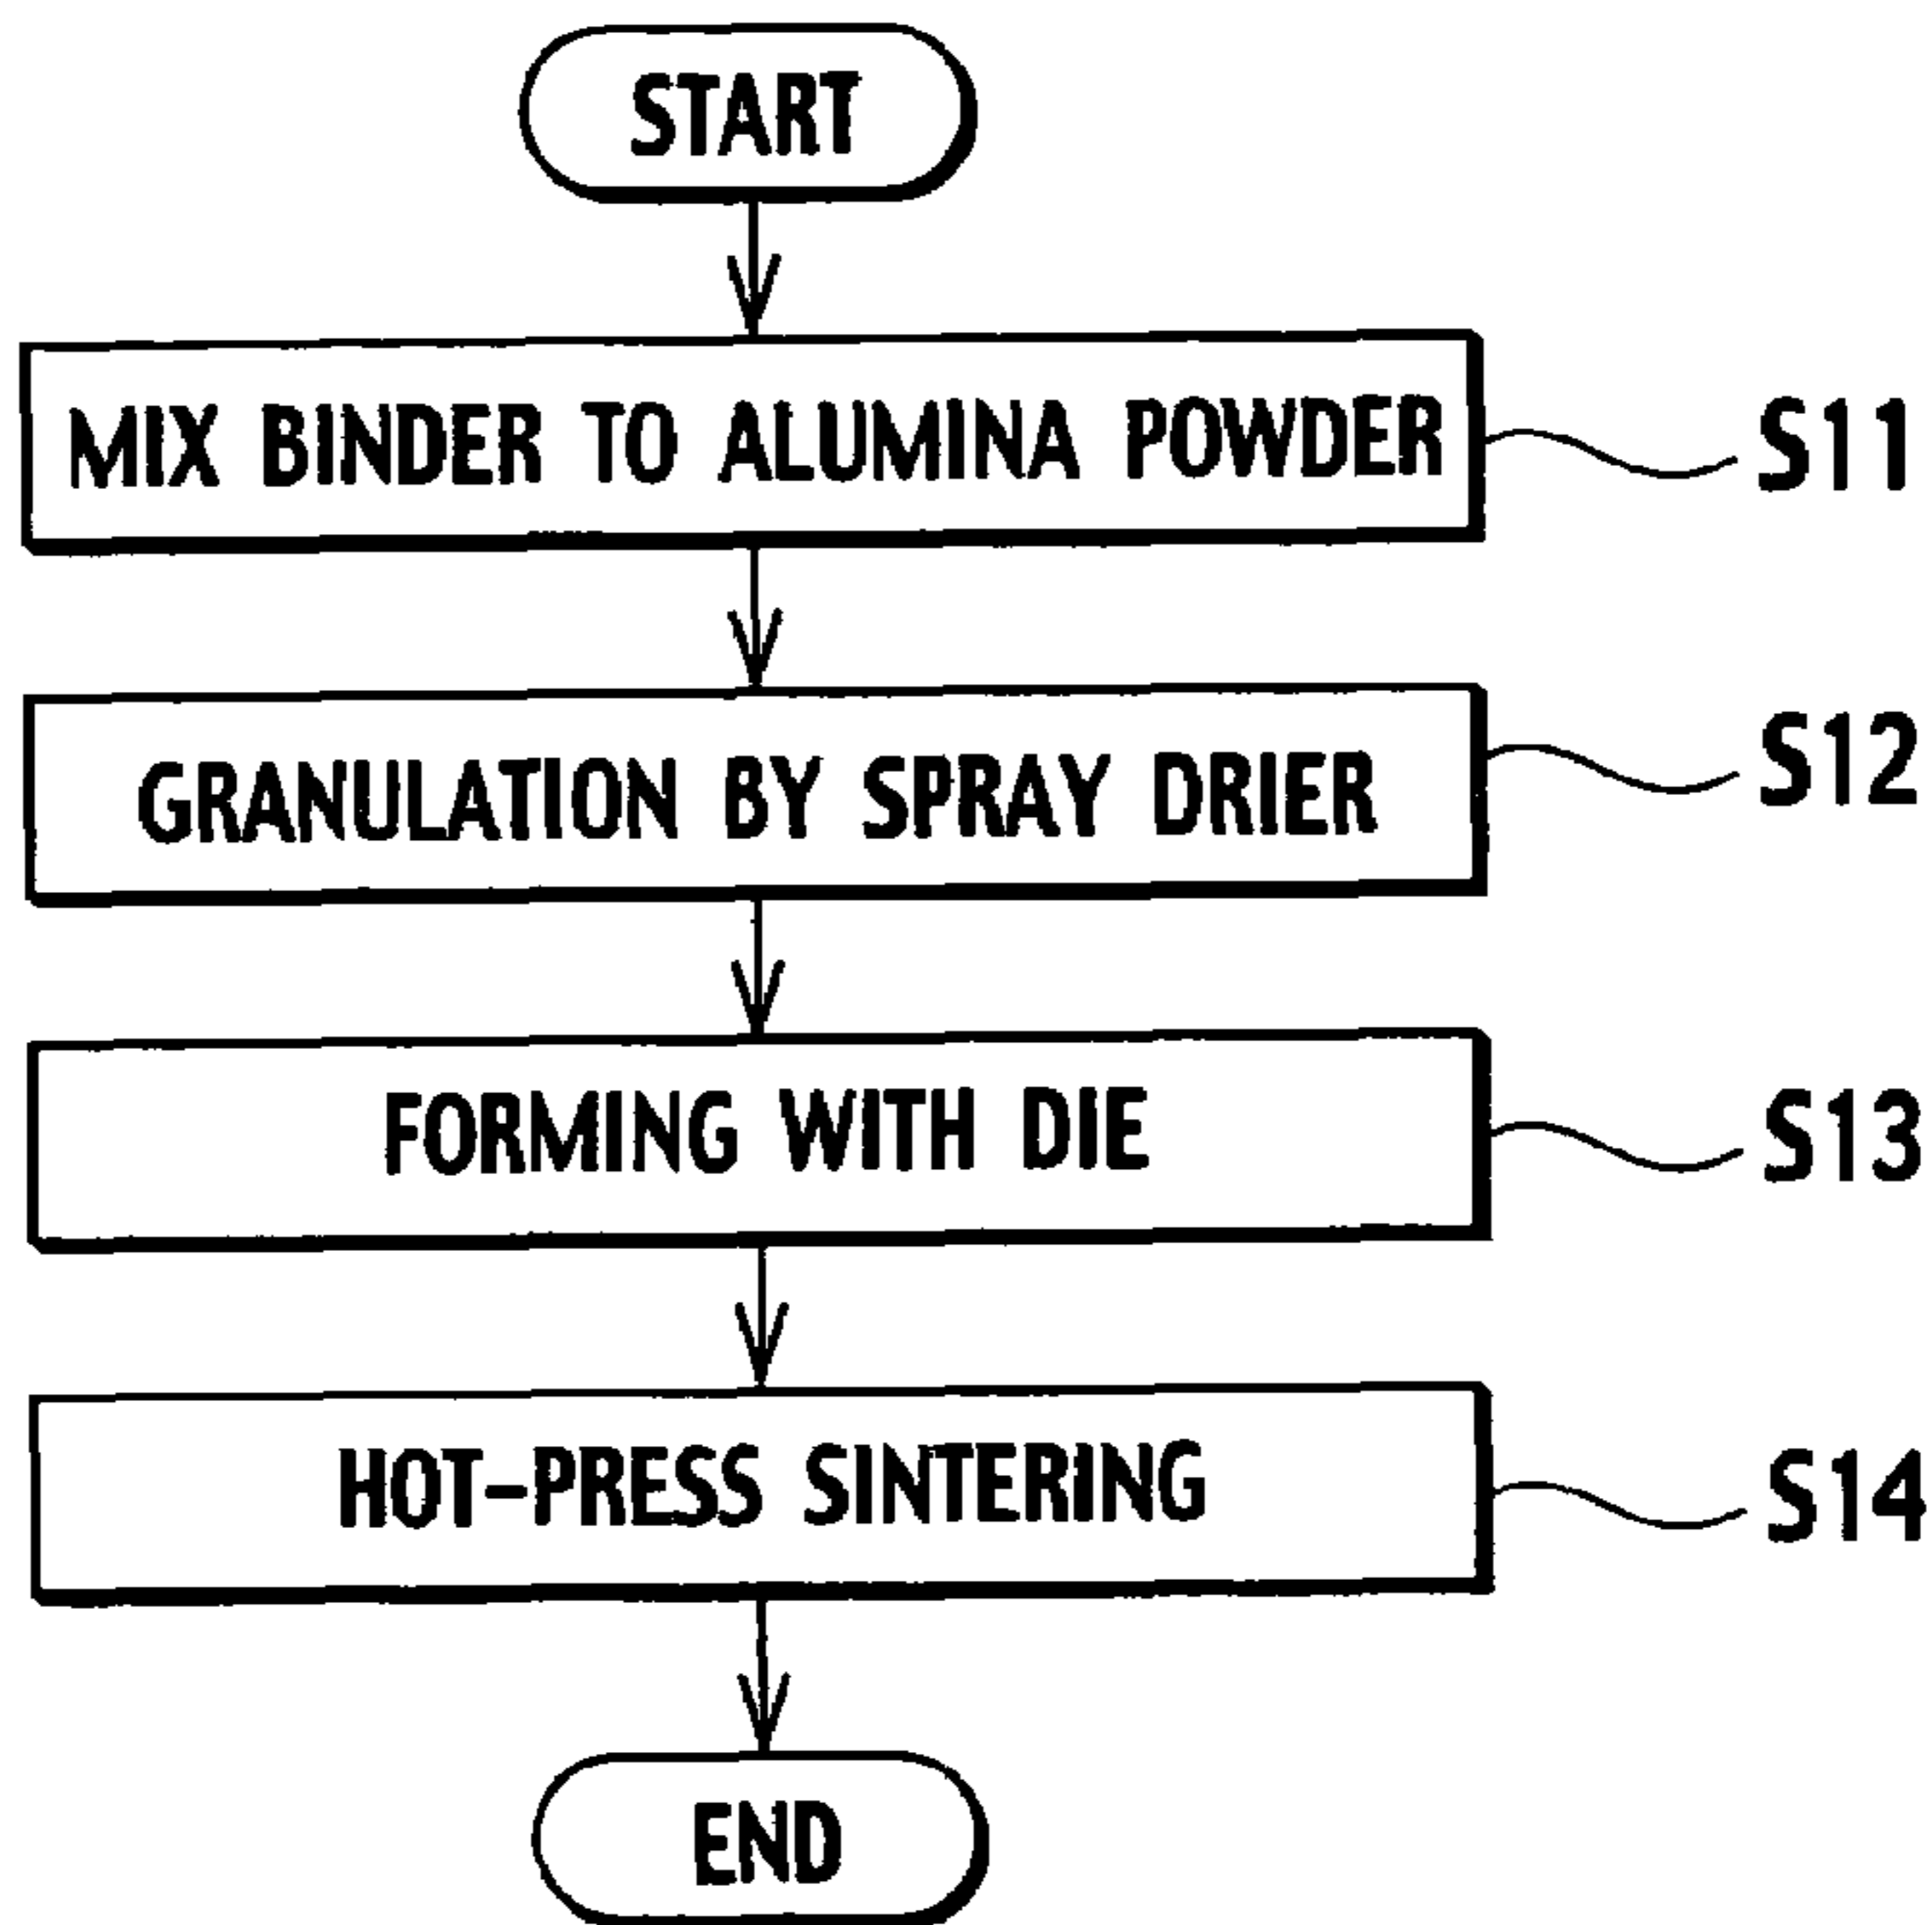 START
MIX BINDER TO ALUMINA POWDER
S11
GRANULATION BY SPRAY DRIER
S12
FORMING WITH DIE
S13
HOT-PRESS SINTERING
S14
END